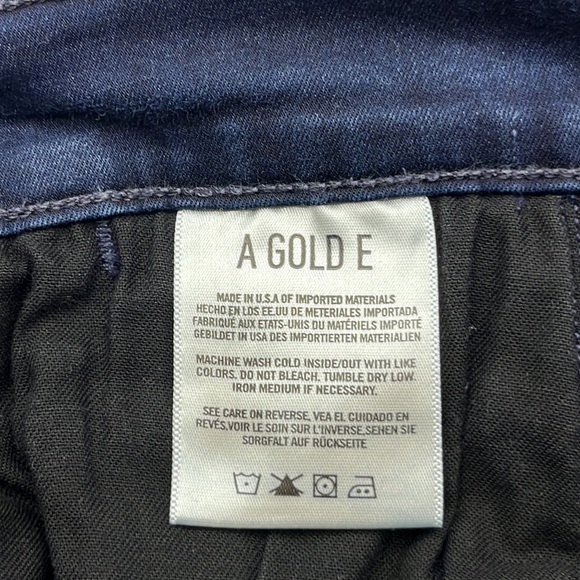 A GOLD E
MADE IN U.S.A OF IMPORTED MATERIALS
HECHO EN LOS EE.UU DE METERIALES IMPORTADA
FABRIQUÉ AUX ETATS-UNIS DU MATÉRIELS IMPORTÉ
GEBILDET IN USA DES IMPORTIERTEN MATERIALIEN
MACHINE WASH COLD INSIDE/OUT WITH LIKE
COLORS. DO NOT BLEACH. TUMBLE DRY LOW.
IRON MEDIUM IF NECESSARY.
SEE CARE ON REVERSE, VEA EL CUIDADO EN
REVÉS,VOIR LE SOIN SUR L'INVERSE,SEHEN SIE
SORGFALT AUF RÜCKSEITE